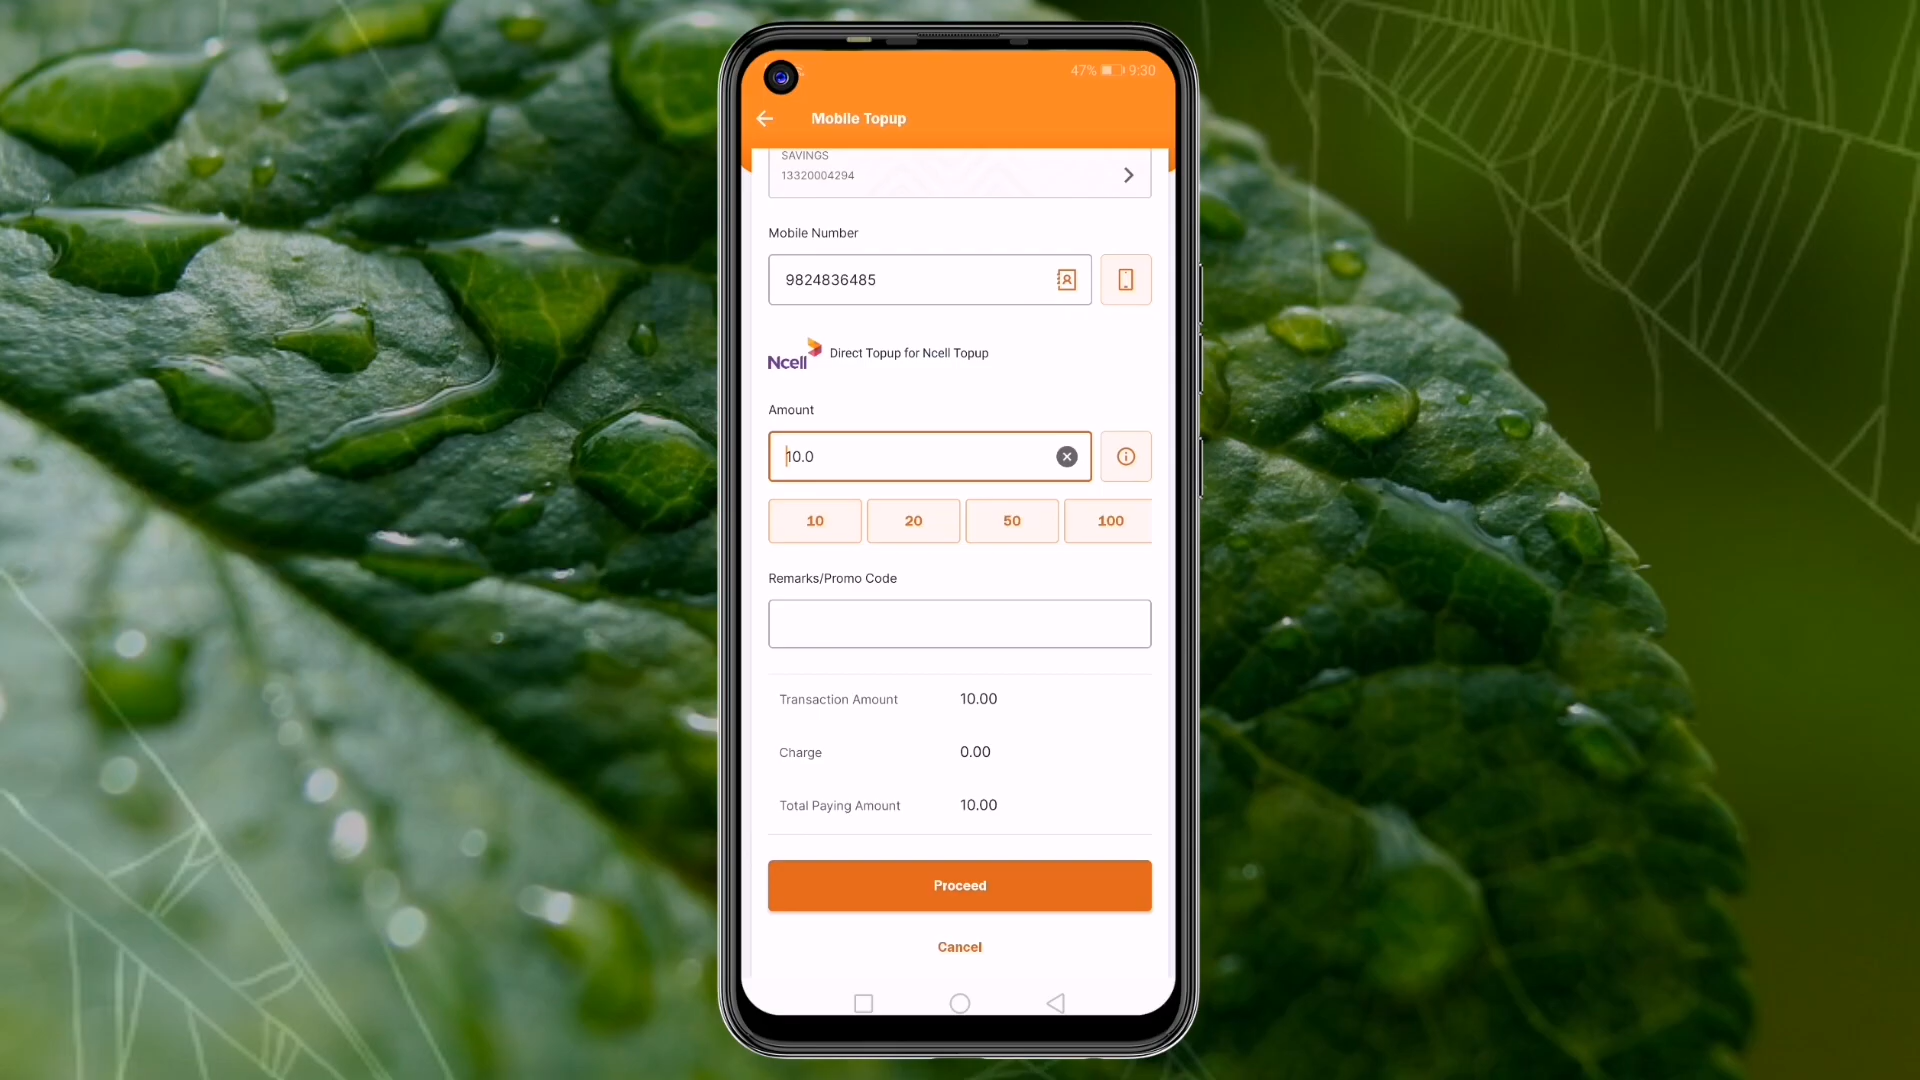 47% 9:30
Mobile Topup
SAVINGS
13320004294
Mobile Number
9824836485
Ncell Direct Topup for Ncell Topup
Amount
10.0
10 20 50 100
Remarks/Promo Code
Transaction Amount 10.00
Charge 0.00
Total Paying Amount 10.00
Proceed
Cancel